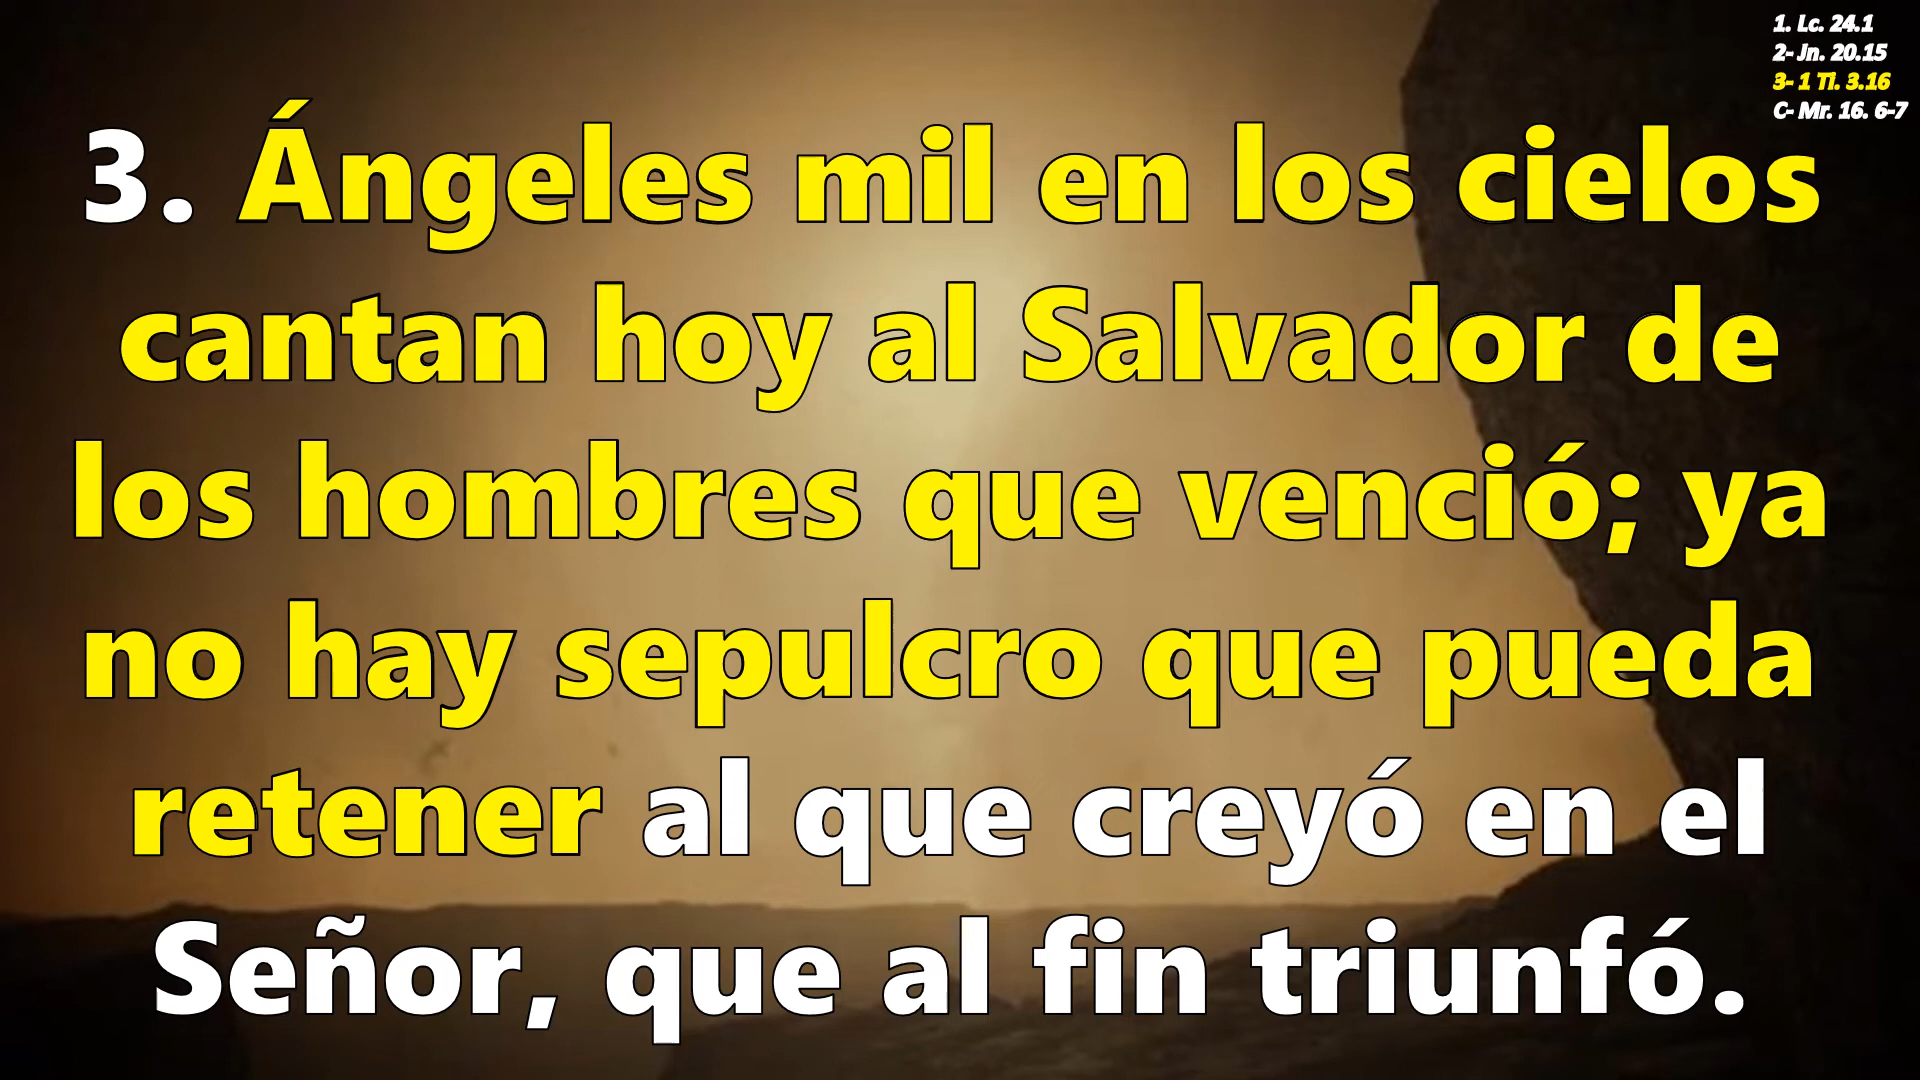 1. Lc. 24.1
2- Jn. 20.15
3- 1 Ti. 3.16
C- Mr. 16. 6-7
3. Ángeles mil en los cielos
cantan hoy al Salvador de
los hombres que venció; ya
no hay sepulcro que pueda
retener al que creyó en el
Señor, que al fin triunfó.